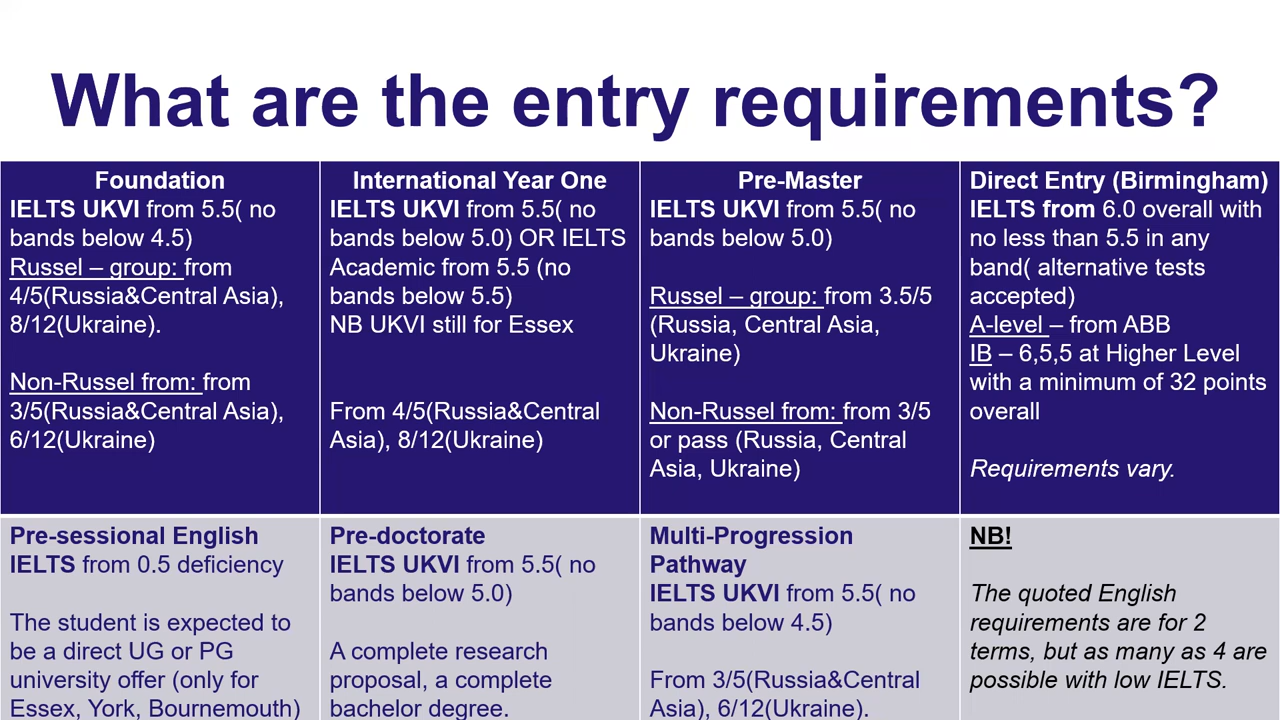 What are the entry requirements?
Foundation
IELTS UKVI from 5.5( no
bands below 4.5)
Russel – group: from
4/5(Russia&Central Asia),
8/12(Ukraine).
Non-Russel from: from
3/5(Russia&Central Asia),
6/12(Ukraine)
International Year One
IELTS UKVI from 5.5( no
bands below 5.0) OR IELTS
Academic from 5.5 (no
bands below 5.5)
NB UKVI still for Essex
From 4/5(Russia&Central
Asia), 8/12(Ukraine)
Pre-Master
IELTS UKVI from 5.5( no
bands below 5.0)
Russel – group: from 3.5/5
(Russia, Central Asia,
Ukraine)
Non-Russel from: from 3/5
or pass (Russia, Central
Asia, Ukraine)
Direct Entry (Birmingham)
IELTS from 6.0 overall with
no less than 5.5 in any
band( alternative tests
accepted)
A-level – from ABB
IB – 6,5,5 at Higher Level
with a minimum of 32 points
overall
Requirements vary.
Pre-sessional English
IELTS from 0.5 deficiency
The student is expected to
be a direct UG or PG
university offer (only for
Essex, York, Bournemouth)
Pre-doctorate
IELTS UKVI from 5.5( no
bands below 5.0)
A complete research
proposal, a complete
bachelor degree.
Multi-Progression
Pathway
IELTS UKVI from 5.5( no
bands below 4.5)
From 3/5(Russia&Central
Asia), 6/12(Ukraine).
NB!
The quoted English
requirements are for 2
terms, but as many as 4 are
possible with low IELTS.